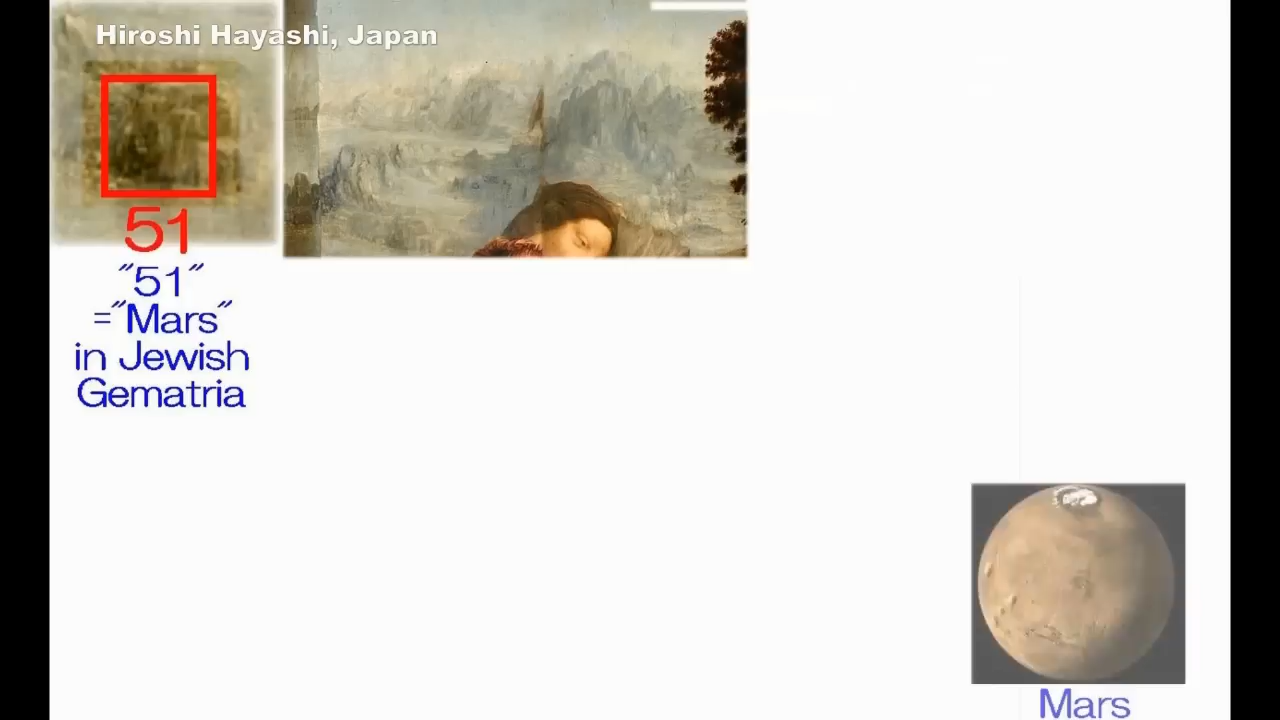 Hiroshi Hayashi, Japan
51
"51"
="Mars"
in Jewish
Gematria
Mars